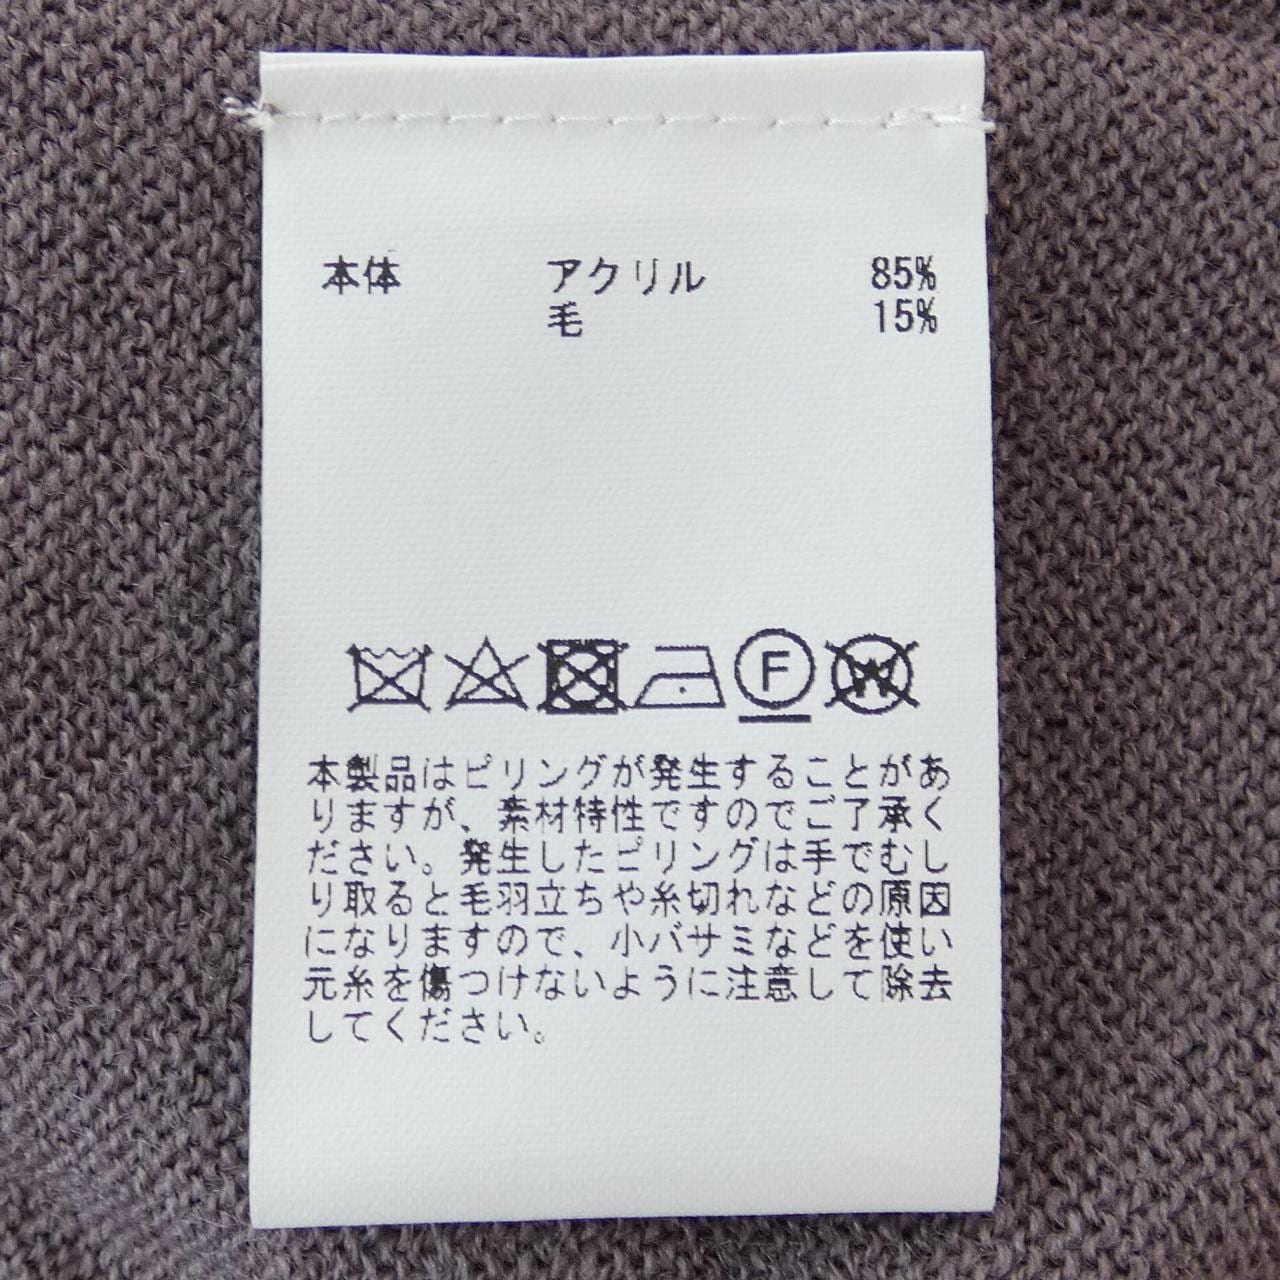 本体 アクリル 85%
毛 15%
F
W
本製品はピリングが発生することがあ
りますが、素材特性ですのでご了承く
ださい。発生したピリングは手でむし
り取ると毛羽立ちや糸切れなどの原因
になりますので、小バサミなどを使い
元糸を傷つけないように注意して除去
してください。